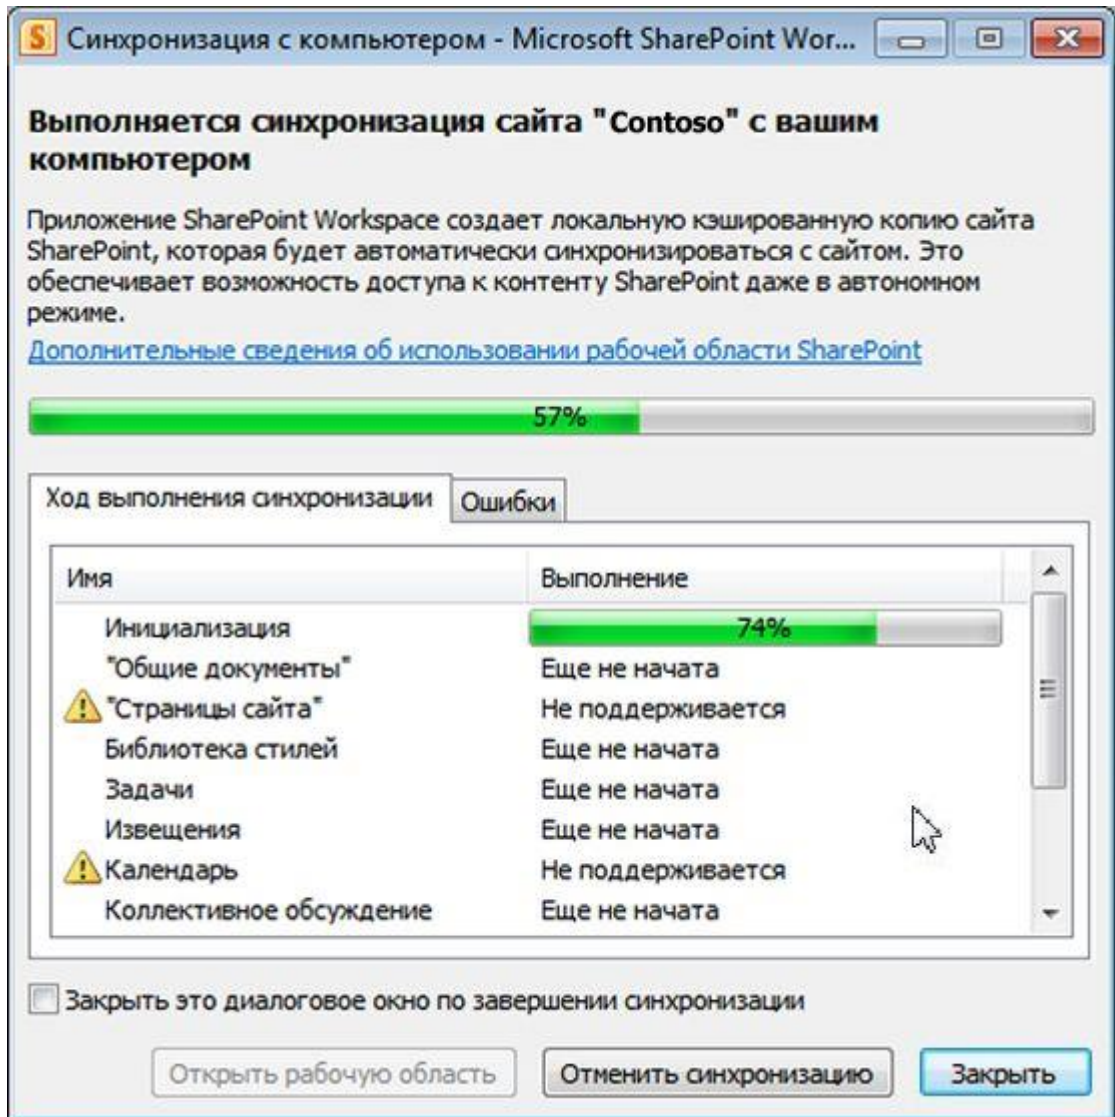 Синхронизация с компьютером - Microsoft SharePoint Wor...
Выполняется синхронизация сайта "Contoso" с вашим
компьютером
Приложение SharePoint Workspace создает локальную кэшированную копию сайта
SharePoint, которая будет автоматически синхронизироваться с сайтом. Это
обеспечивает возможность доступа к контенту SharePoint даже в автономном
режиме.
Дополнительные сведения об использовании рабочей области SharePoint
57%
Ход выполнения синхронизации Ошибки
Имя Выполнение
Инициализация 74%
"Общие документы" Еще не начата
"Страницы сайта" Не поддерживается
Библиотека стилей Еще не начата
Задачи Еще не начата
Извещения Еще не начата
Календарь Не поддерживается
Коллективное обсуждение Еще не начата
Закрыть это диалоговое окно по завершении синхронизации
Открыть рабочую область Отменить синхронизацию Закрыть